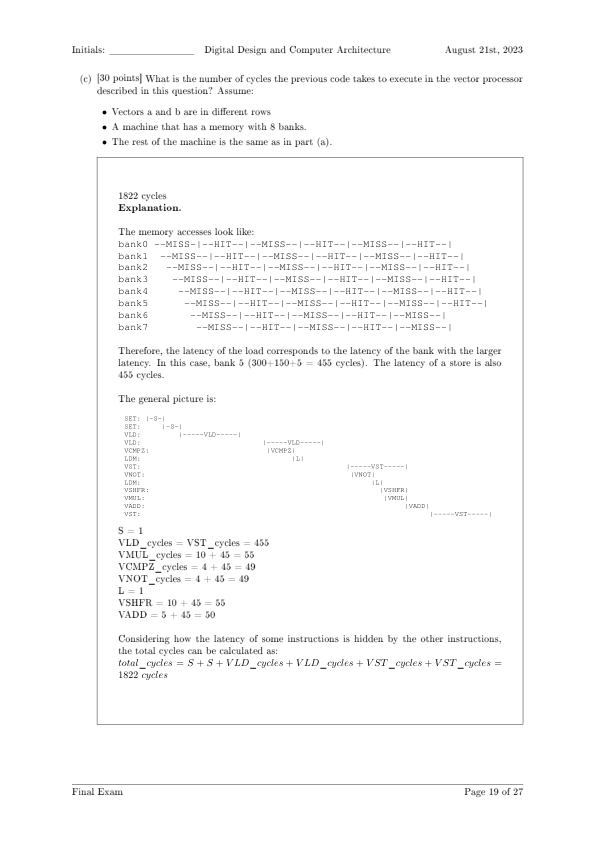 Initials: _________________ Digital Design and Computer Architecture August 21st, 2023
(c) [30 points] What is the number of cycles the previous code takes to execute in the vector processor
described in this question? Assume:
• Vectors a and b are in different rows
• A machine that has a memory with 8 banks.
• The rest of the machine is the same as in part (a).
1822 cycles
Explanation.
The memory accesses look like:
bank0 --MISS-|--HIT--|--MISS--|--HIT--|--MISS--|--HIT--|
bank1  --MISS--|--HIT--|--MISS--|--HIT--|--MISS--|--HIT--|
bank2   --MISS--|--HIT--|--MISS--|--HIT--|--MISS--|--HIT--|
bank3    --MISS--|--HIT--|--MISS--|--HIT--|--MISS--|--HIT--|
bank4     --MISS--|--HIT--|--MISS--|--HIT--|--MISS--|--HIT--|
bank5      --MISS--|--HIT--|--MISS--|--HIT--|--MISS--|--HIT--|
bank6       --MISS--|--HIT--|--MISS--|--HIT--|--MISS--|
bank7        --MISS--|--HIT--|--MISS--|--HIT--|--MISS--|
Therefore, the latency of the load corresponds to the latency of the bank with the larger
latency. In this case, bank 5 (300+150+5 = 455 cycles). The latency of a store is also
455 cycles.
The general picture is:
SET: |-S-|
SET: |-S-|
VLD: |-----VLD-----|
VLD: |-----VLD-----|
VCMPZ: |VCMPZ|
LDM: |L|
VST: |-----VST-----|
VNOT: |VNOT|
LDM: |L|
VSHFR: |VSHFR|
VMUL: |VMUL|
VADD: |VADD|
VST: |-----VST-----|
S = 1
VLD_cycles = VST_cycles = 455
VMUL_cycles = 10 + 45 = 55
VCMPZ_cycles = 4 + 45 = 49
VNOT_cycles = 4 + 45 = 49
L = 1
VSHFR = 10 + 45 = 55
VADD = 5 + 45 = 50
Considering how the latency of some instructions is hidden by the other instructions,
the total cycles can be calculated as:
total_cycles = S + S + VLD_cycles + VLD_cycles + VST_cycles + VST_cycles =
1822 cycles
Final Exam Page 19 of 27